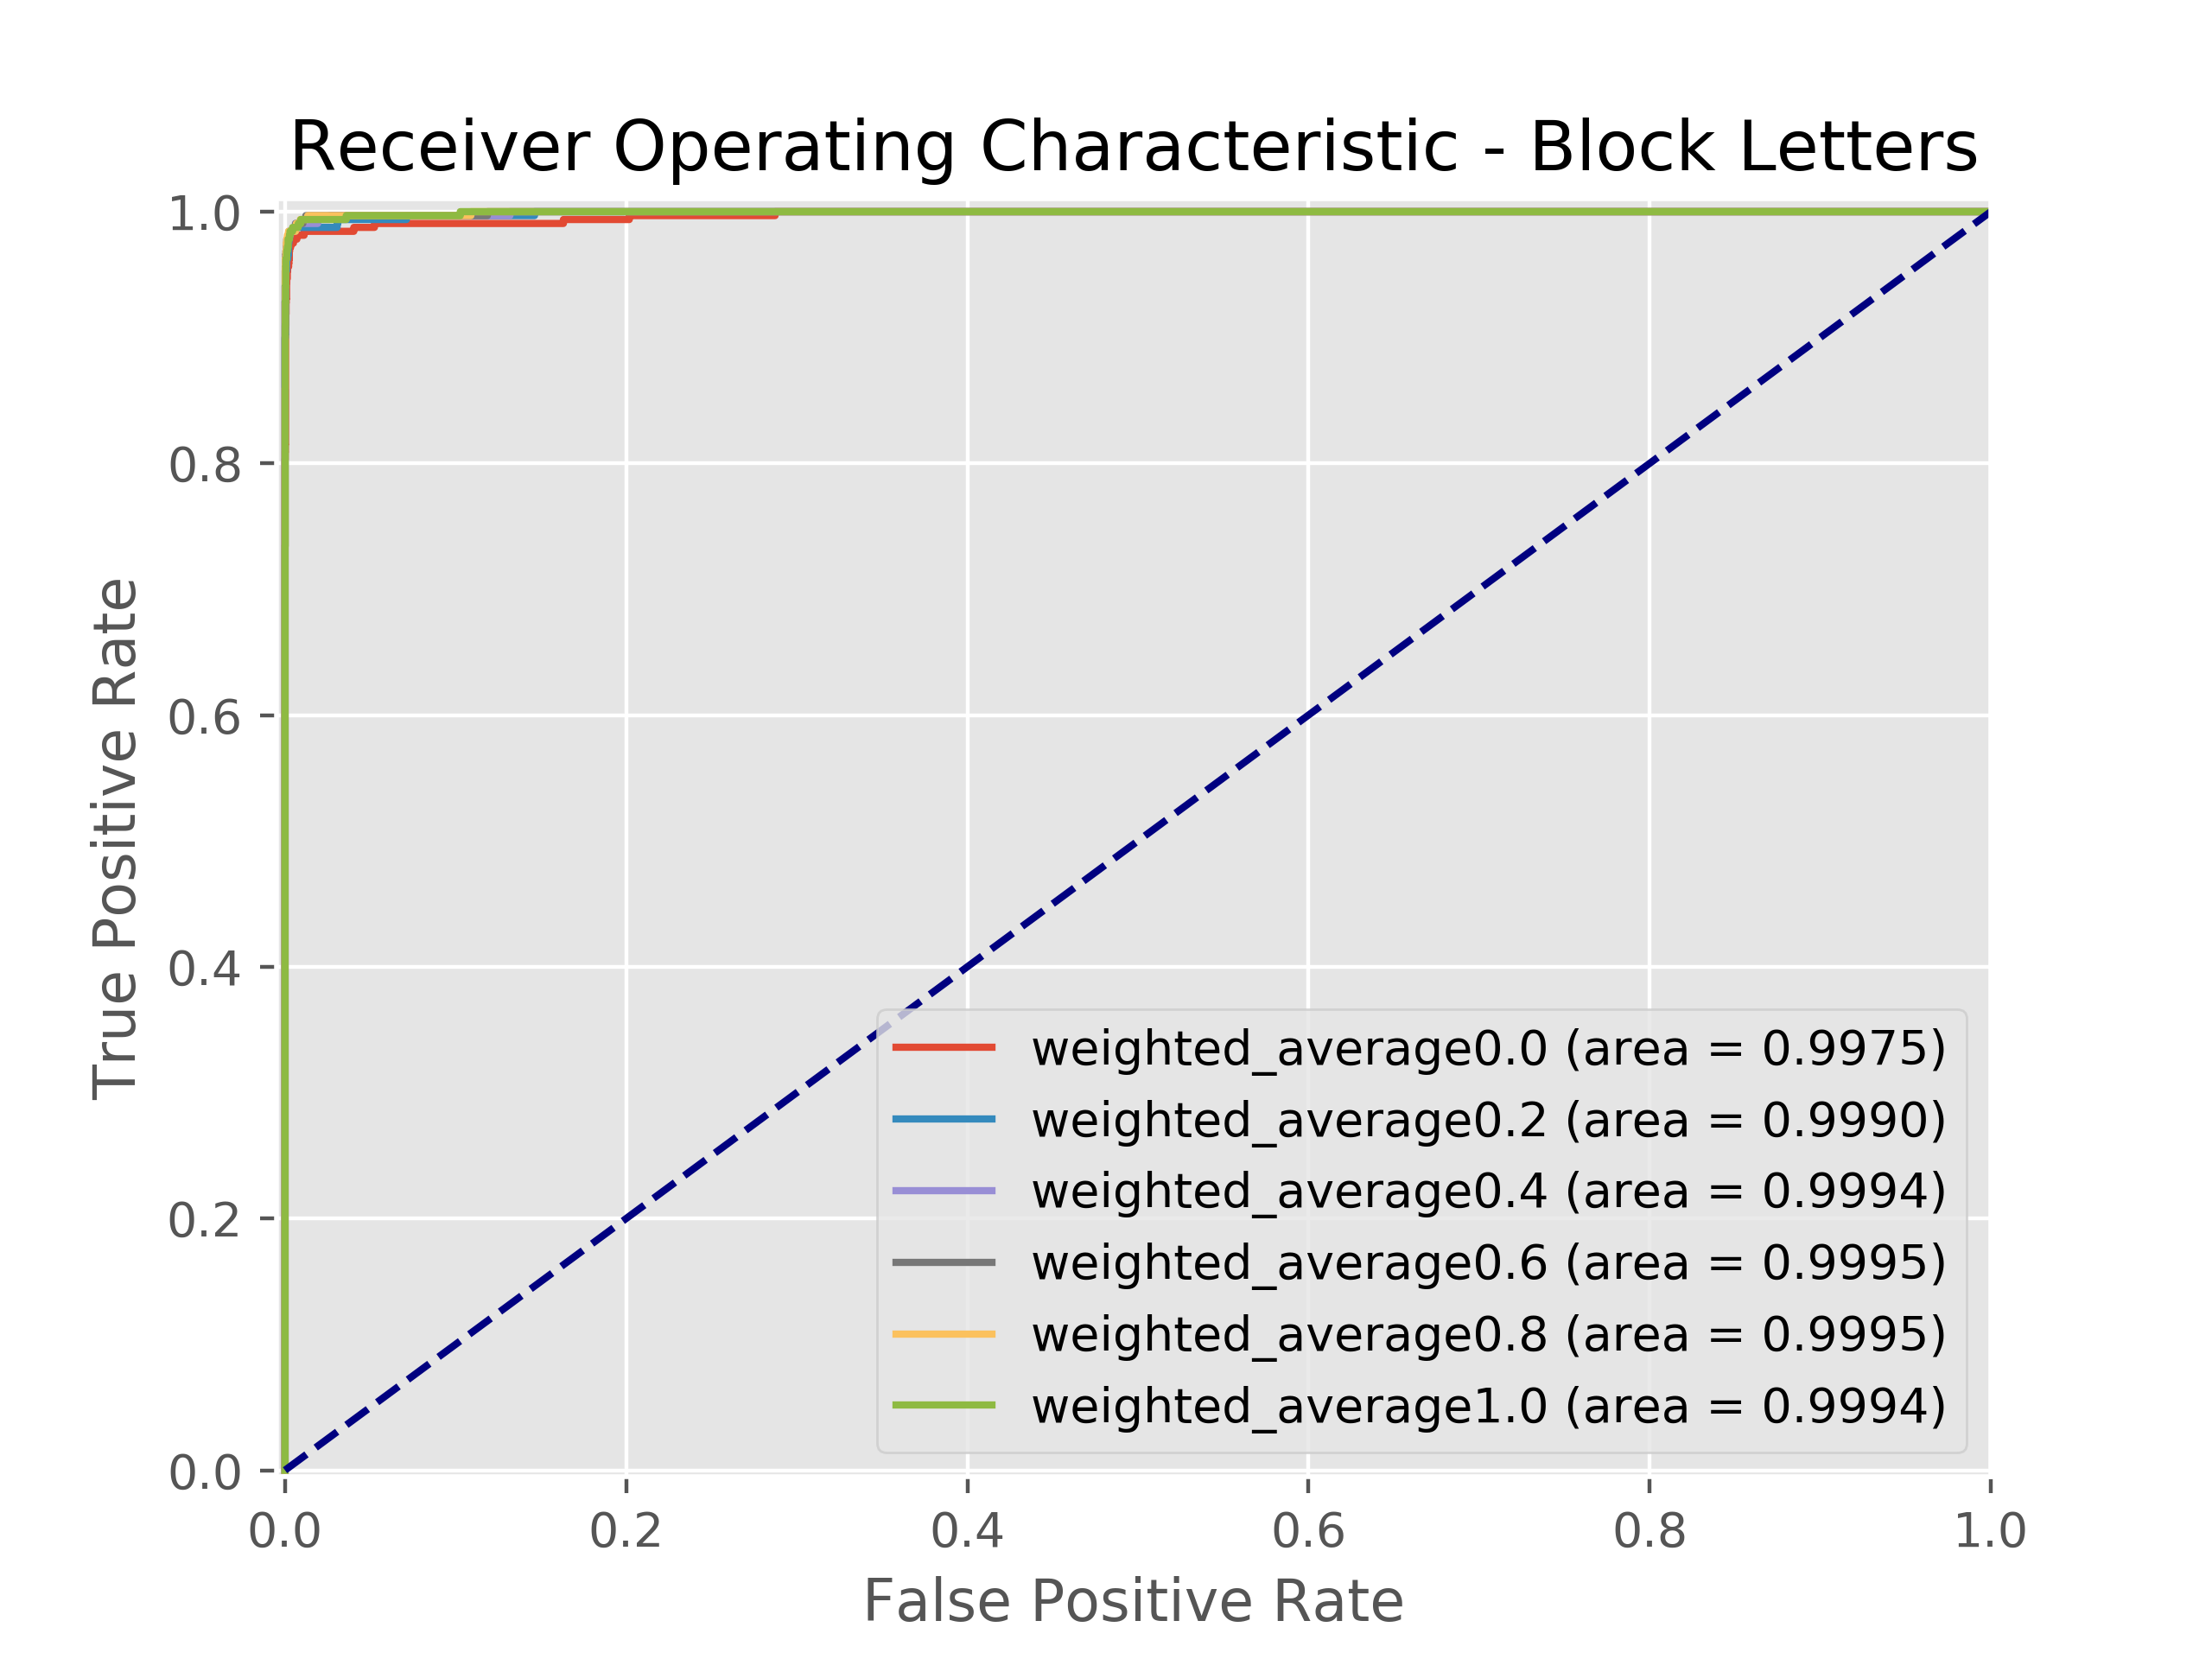 Receiver Operating Characteristic - Block Letters
1.0
0.8
0.6
0.4
0.2
0.0
True Positive Rate
weighted_average0.0 (area = 0.9975)
weighted_average0.2 (area = 0.9990)
weighted_average0.4 (area = 0.9994)
weighted_average0.6 (area = 0.9995)
weighted_average0.8 (area = 0.9995)
weighted_average1.0 (area = 0.9994)
0.0 0.2 0.4 0.6 0.8 1.0
False Positive Rate